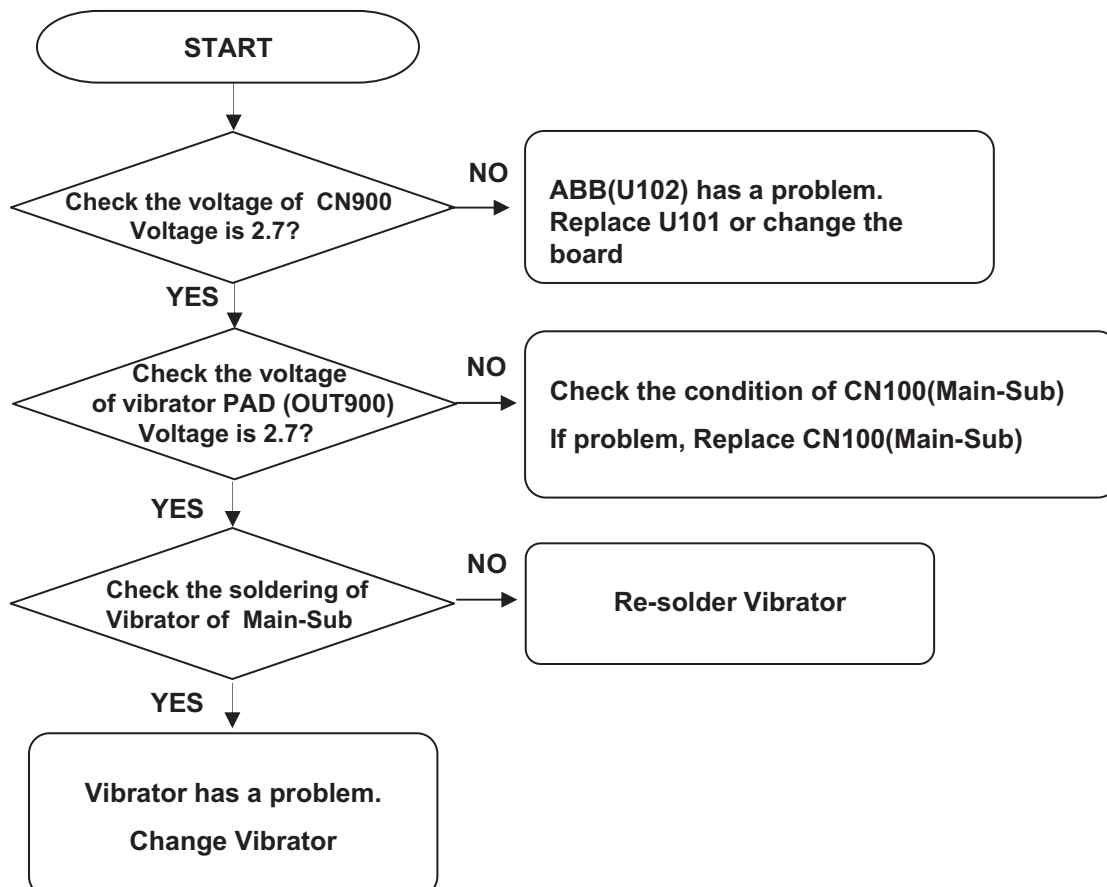 START
Check the voltage of CN900
Voltage is 2.7?
NO
ABB(U102) has a problem.
Replace U101 or change the
board
YES
Check the voltage
of vibrator PAD (OUT900)
Voltage is 2.7?
NO
Check the condition of CN100(Main-Sub)
If problem, Replace CN100(Main-Sub)
YES
Check the soldering of
Vibrator of Main-Sub
NO
Re-solder Vibrator
YES
Vibrator has a problem.
Change Vibrator